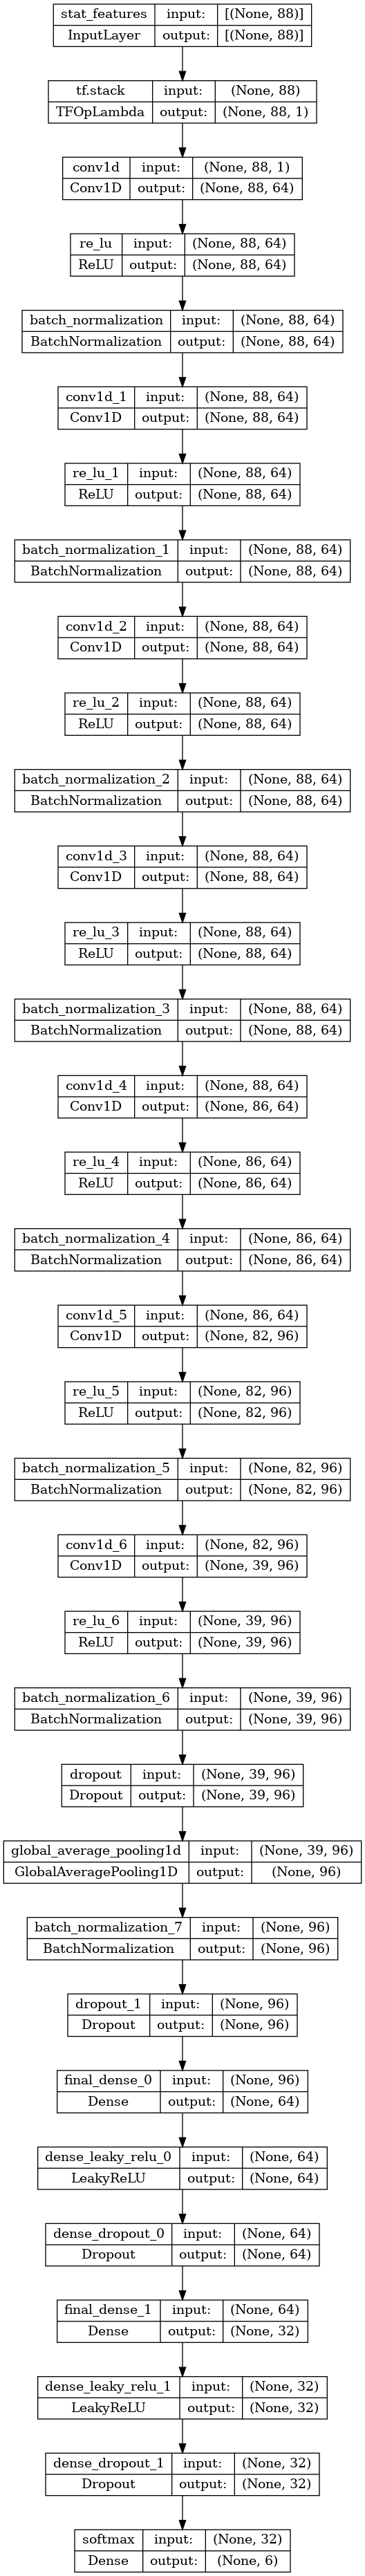 stat_features input: [(None, 88)]
InputLayer output: [(None, 88)]
tf.stack input: (None, 88)
TFOpLambda output: (None, 88, 1)
conv1d input: (None, 88, 1)
Conv1D output: (None, 88, 64)
re_lu input: (None, 88, 64)
ReLU output: (None, 88, 64)
batch_normalization input: (None, 88, 64)
BatchNormalization output: (None, 88, 64)
conv1d_1 input: (None, 88, 64)
Conv1D output: (None, 88, 64)
re_lu_1 input: (None, 88, 64)
ReLU output: (None, 88, 64)
batch_normalization_1 input: (None, 88, 64)
BatchNormalization output: (None, 88, 64)
conv1d_2 input: (None, 88, 64)
Conv1D output: (None, 88, 64)
re_lu_2 input: (None, 88, 64)
ReLU output: (None, 88, 64)
batch_normalization_2 input: (None, 88, 64)
BatchNormalization output: (None, 88, 64)
conv1d_3 input: (None, 88, 64)
Conv1D output: (None, 88, 64)
re_lu_3 input: (None, 88, 64)
ReLU output: (None, 88, 64)
batch_normalization_3 input: (None, 88, 64)
BatchNormalization output: (None, 88, 64)
conv1d_4 input: (None, 88, 64)
Conv1D output: (None, 86, 64)
re_lu_4 input: (None, 86, 64)
ReLU output: (None, 86, 64)
batch_normalization_4 input: (None, 86, 64)
BatchNormalization output: (None, 86, 64)
conv1d_5 input: (None, 86, 64)
Conv1D output: (None, 82, 96)
re_lu_5 input: (None, 82, 96)
ReLU output: (None, 82, 96)
batch_normalization_5 input: (None, 82, 96)
BatchNormalization output: (None, 82, 96)
conv1d_6 input: (None, 82, 96)
Conv1D output: (None, 39, 96)
re_lu_6 input: (None, 39, 96)
ReLU output: (None, 39, 96)
batch_normalization_6 input: (None, 39, 96)
BatchNormalization output: (None, 39, 96)
dropout input: (None, 39, 96)
Dropout output: (None, 39, 96)
global_average_pooling1d input: (None, 39, 96)
GlobalAveragePooling1D output: (None, 96)
batch_normalization_7 input: (None, 96)
BatchNormalization output: (None, 96)
dropout_1 input: (None, 96)
Dropout output: (None, 96)
final_dense_0 input: (None, 96)
Dense output: (None, 64)
dense_leaky_relu_0 input: (None, 64)
LeakyReLU output: (None, 64)
dense_dropout_0 input: (None, 64)
Dropout output: (None, 64)
final_dense_1 input: (None, 64)
Dense output: (None, 32)
dense_leaky_relu_1 input: (None, 32)
LeakyReLU output: (None, 32)
dense_dropout_1 input: (None, 32)
Dropout output: (None, 32)
softmax input: (None, 32)
Dense output: (None, 6)